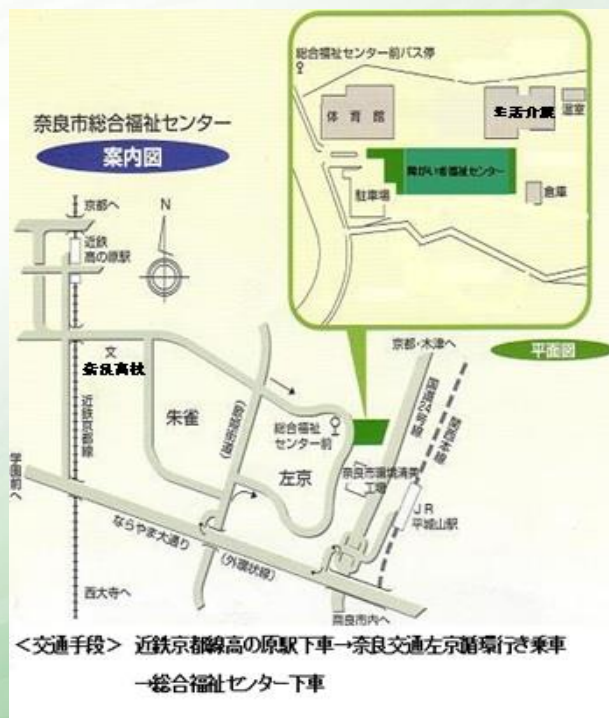 総合福祉センター前バス停
体育館
生活介護
温室
奈良市総合福祉センター
案内図
障がい者福祉センター
駐車場
倉庫
京都へ
N
近鉄
高の原駅
京都・木津へ
平面図
文
奈良高校
国道24号線
関西本線
近鉄京都線
朱雀
(歌姫街道)
総合福祉
センター前
左京
奈良市環境清美
工場
学園前へ
JR
平城山駅
ならやま大通り
(外環状線)
西大寺へ
奈良市内へ
<交通手段> 近鉄京都線高の原駅下車→奈良交通左京循環行き乗車
→総合福祉センター下車